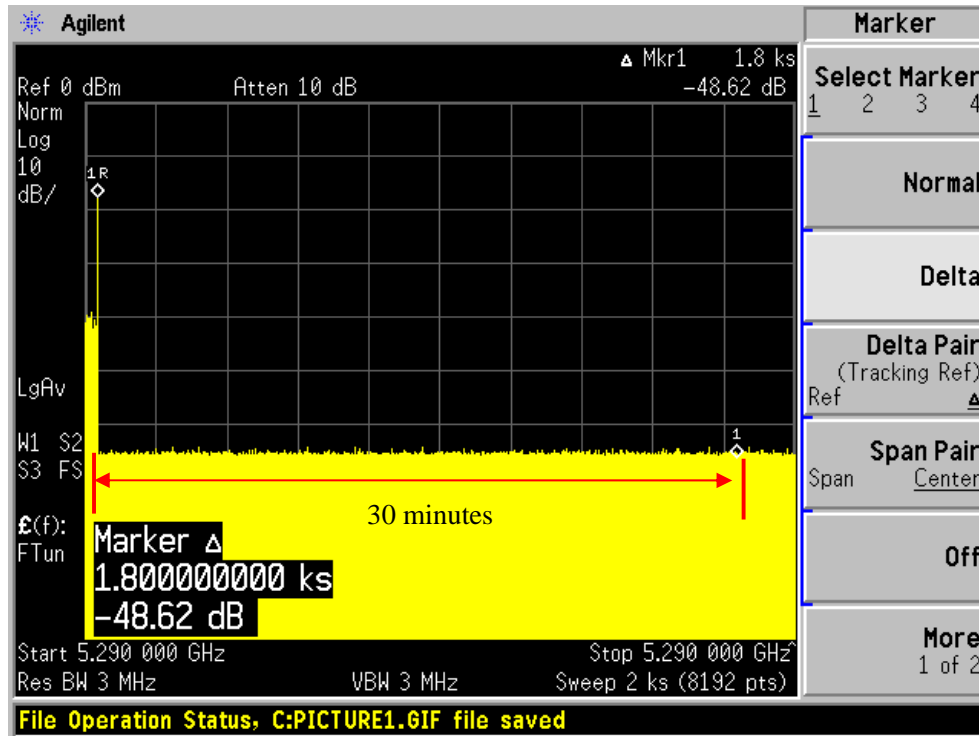 Agilent
Marker
Δ Mkr1 1.8 ks
Ref 0 dBm Atten 10 dB -48.62 dB
Norm
Log
10
dB/
1R
LgAv
W1 S2
S3 FS
£(f):
FTun
1
30 minutes
Marker Δ
1.800000000 ks
-48.62 dB
Start 5.290 000 GHz Stop 5.290 000 GHz^
Res BW 3 MHz VBW 3 MHz Sweep 2 ks (8192 pts)
File Operation Status, C:PICTURE1.GIF file saved
Select Marker
1 2 3 4
Normal
Delta
Delta Pair
(Tracking Ref)
Ref Δ
Span Pair
Span Center
Off
More
1 of 2